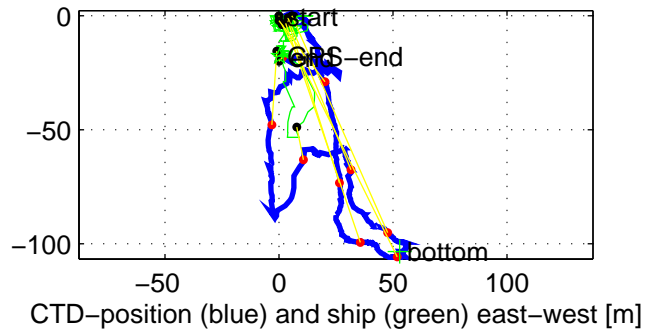 0
start
GPS-end
−50
−100
bottom
−50
0
50
100
CTD−position (blue) and ship (green) east−west [m]